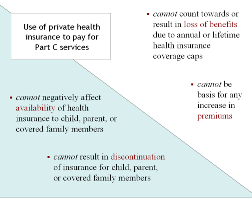 Use of private health
insurance to pay for
Part C services
• cannot count towards or
result in loss of benefits
due to annual or lifetime
health insurance
coverage caps
• cannot be
basis for any
increase in
premiums
• cannot negatively affect
availability of health
insurance to child, parent, or
covered family members
• cannot result in discontinuation
of insurance for child, parent,
or covered family members